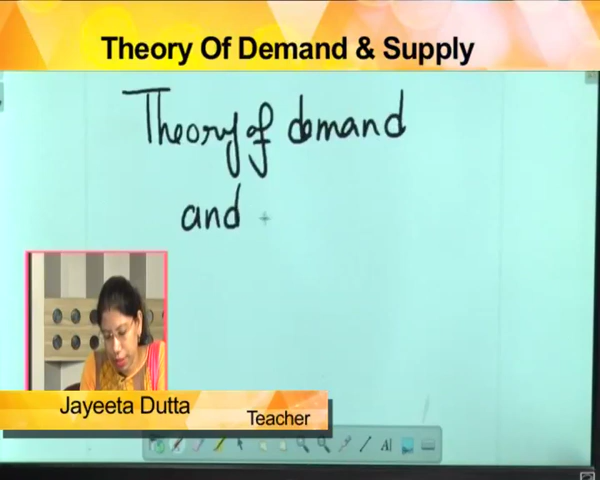 Theory Of Demand & Supply
Theory of demand
and
Jayeeta Dutta
Teacher